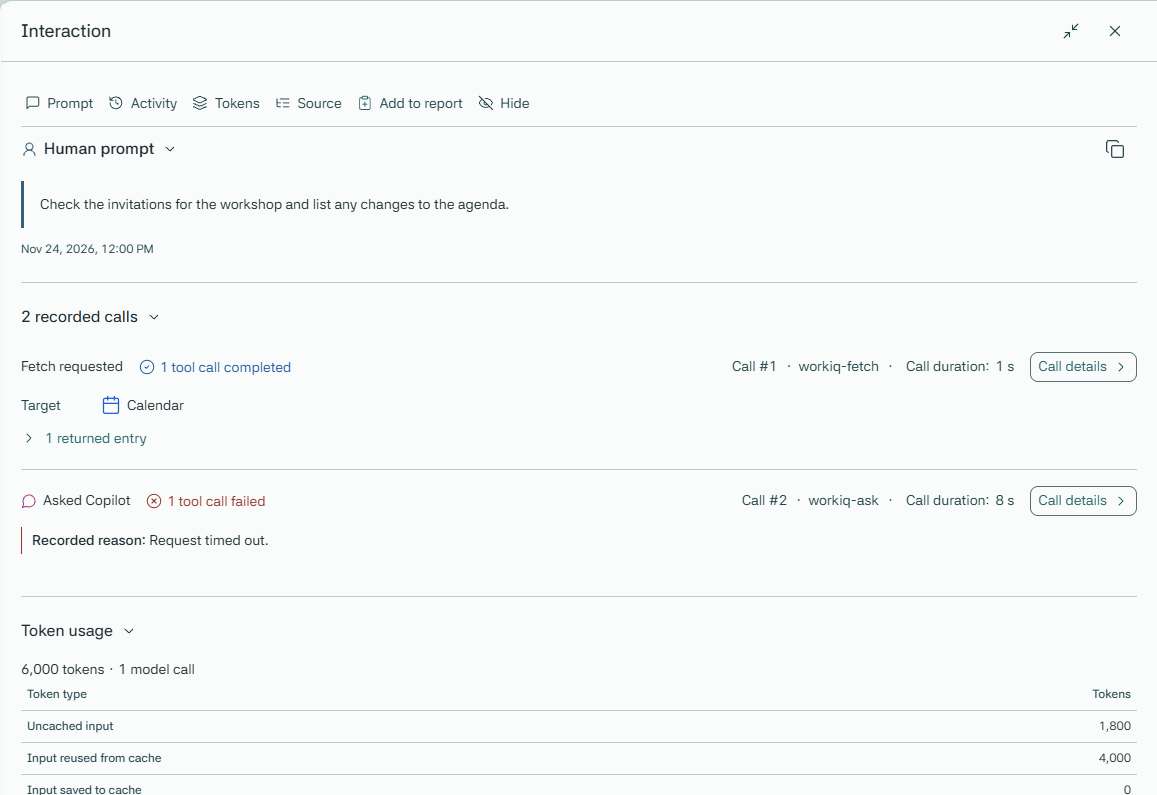 Interaction
Prompt Activity Tokens Source Add to report Hide
Human prompt
Check the invitations for the workshop and list any changes to the agenda.
Nov 24, 2026, 12:00 PM
2 recorded calls
Fetch requested 1 tool call completed Call #1 · workiq-fetch · Call duration: 1 s Call details
Target Calendar
1 returned entry
Asked Copilot 1 tool call failed Call #2 · workiq-ask · Call duration: 8 s Call details
Recorded reason: Request timed out.
Token usage
6,000 tokens · 1 model call
Token type Tokens
Uncached input 1,800
Input reused from cache 4,000
Input saved to cache 0